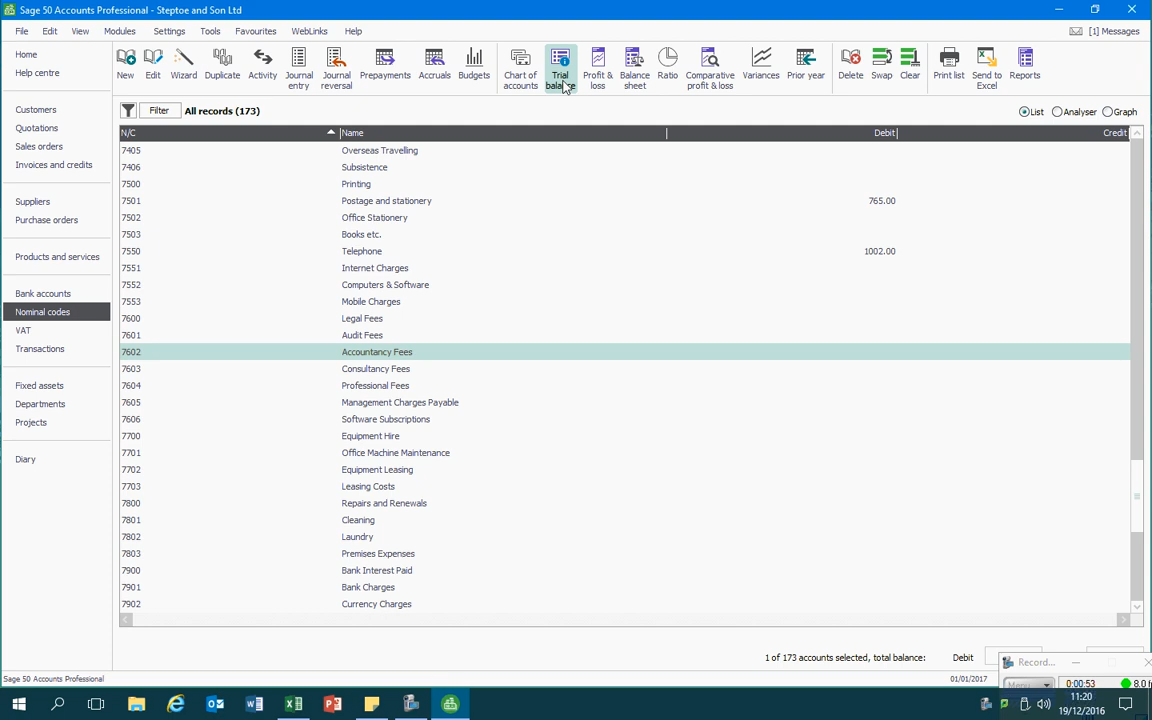 Sage 50 Accounts Professional - Steptoe and Son Ltd
File Edit View Modules Settings Tools Favourites WebLinks Help [1] Messages
Home
Help centre
Customers
Quotations
Sales orders
Invoices and credits
Suppliers
Purchase orders
Products and services
Bank accounts
Nominal codes
VAT
Transactions
Fixed assets
Departments
Projects
Diary
New Edit Wizard Duplicate Activity Journal entry Journal reversal Prepayments Accruals Budgets Chart of accounts Trial balance Profit & loss Balance sheet Ratio Comparative profit & loss Variances Prior year Delete Swap Clear Print list Send to Excel Reports
Filter All records (173) List Analyser Graph
N/C Name Debit Credit
7405 Overseas Travelling
7406 Subsistence
7500 Printing
7501 Postage and stationery 765.00
7502 Office Stationery
7503 Books etc.
7550 Telephone 1002.00
7551 Internet Charges
7552 Computers & Software
7553 Mobile Charges
7600 Legal Fees
7601 Audit Fees
7602 Accountancy Fees
7603 Consultancy Fees
7604 Professional Fees
7605 Management Charges Payable
7606 Software Subscriptions
7700 Equipment Hire
7701 Office Machine Maintenance
7702 Equipment Leasing
7703 Leasing Costs
7800 Repairs and Renewals
7801 Cleaning
7802 Laundry
7803 Premises Expenses
7900 Bank Interest Paid
7901 Bank Charges
7902 Currency Charges
1 of 173 accounts selected, total balance: Debit
Sage 50 Accounts Professional 01/01/2017
Record...
Menu 0:00:53 8.0
11:20
19/12/2016